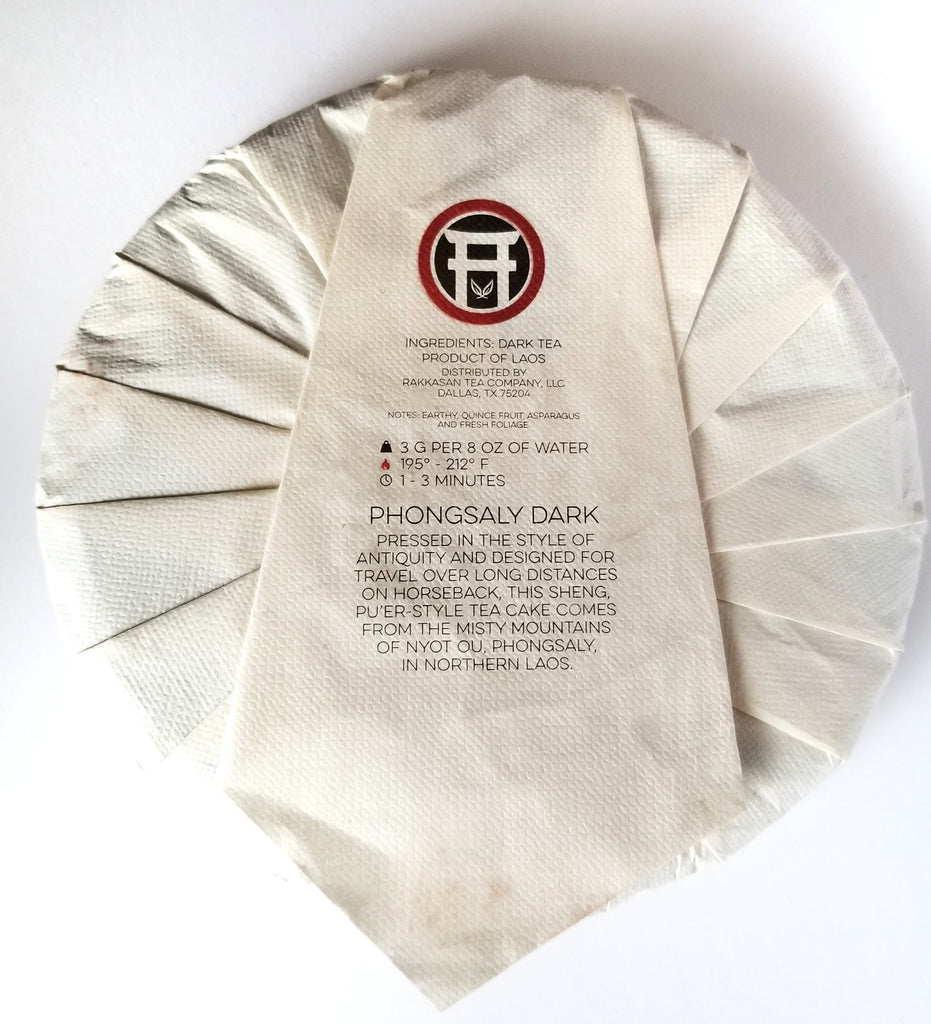 INGREDIENTS: DARK TEA
PRODUCT OF LAOS
DISTRIBUTED BY
RAKKASAN TEA COMPANY, LLC
DALLAS, TX 75204
NOTES: EARTHY, QUINCE FRUIT, ASPARAGUS
AND FRESH FOLIAGE
3 G PER 8 OZ OF WATER
195° - 212° F
1 - 3 MINUTES
PHONGSALY DARK
PRESSED IN THE STYLE OF
ANTIQUITY AND DESIGNED FOR
TRAVEL OVER LONG DISTANCES
ON HORSEBACK, THIS SHENG,
PU'ER-STYLE TEA CAKE COMES
FROM THE MISTY MOUNTAINS
OF NYOT OU, PHONGSALY,
IN NORTHERN LAOS.